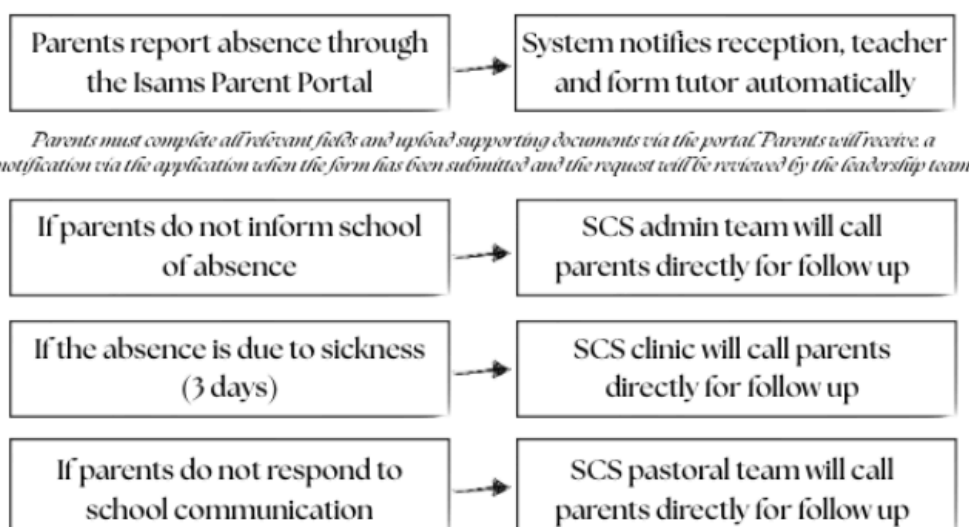 Parents report absence through
the Isams Parent Portal
System notifies reception, teacher
and form tutor automatically
Parents must complete all relevant fields and upload supporting documents via the portal. Parents will receive. a
notification via the application when the form has been submitted and the request will be reviewed by the leadership team
If parents do not inform school
of absence
SCS admin team will call
parents directly for follow up
If the absence is due to sickness
(3 days)
SCS clinic will call parents
directly for follow up
If parents do not respond to
school communication
SCS pastoral team will call
parents directly for follow up